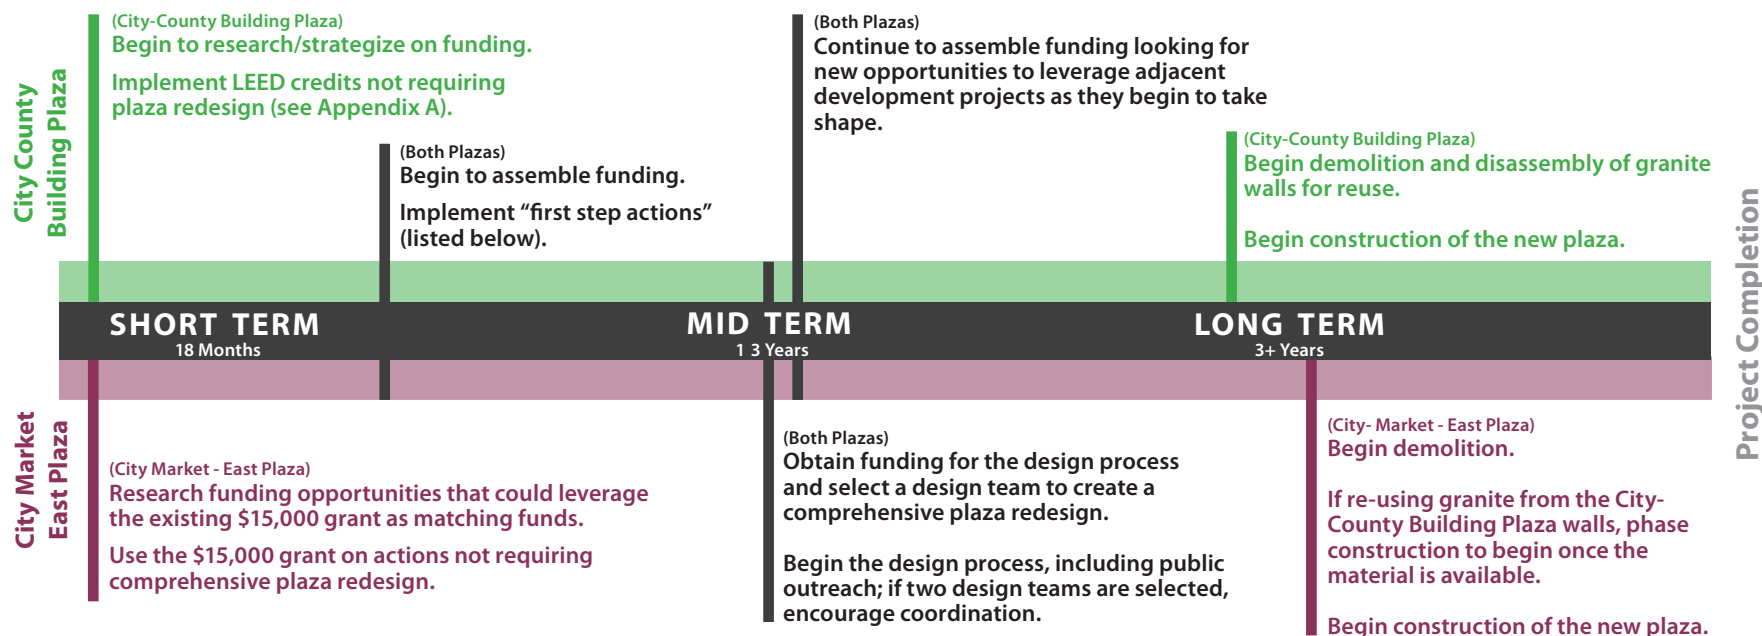 City County
Building Plaza
(City-County Building Plaza)
Begin to research/strategize on funding.
Implement LEED credits not requiring
plaza redesign (see Appendix A).
(Both Plazas)
Begin to assemble funding.
Implement “first step actions”
(listed below).
(Both Plazas)
Continue to assemble funding looking for
new opportunities to leverage adjacent
development projects as they begin to take
shape.
(City-County Building Plaza)
Begin demolition and disassembly of granite
walls for reuse.
Begin construction of the new plaza.
SHORT TERM
18 Months
MID TERM
1 3 Years
LONG TERM
3+ Years
Project Completion
City Market
East Plaza
(City Market - East Plaza)
Research funding opportunities that could leverage
the existing $15,000 grant as matching funds.
Use the $15,000 grant on actions not requiring
comprehensive plaza redesign.
(Both Plazas)
Obtain funding for the design process
and select a design team to create a
comprehensive plaza redesign.
Begin the design process, including public
outreach; if two design teams are selected,
encourage coordination.
(City- Market - East Plaza)
Begin demolition.
If re-using granite from the City-
County Building Plaza walls, phase
construction to begin once the
material is available.
Begin construction of the new plaza.